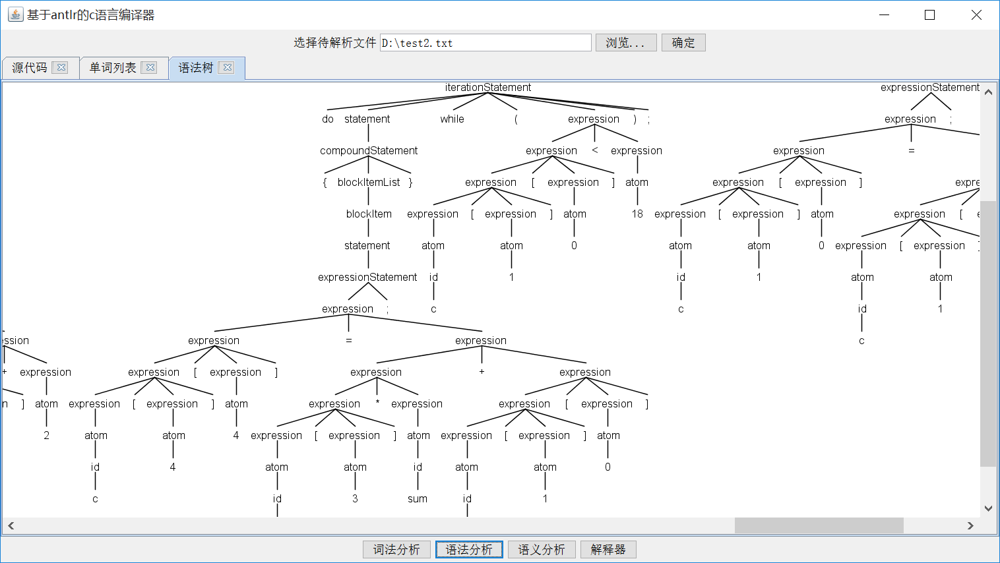 基于antlr的c语言编译器
选择待解析文件 D:\test2.txt 浏览... 确定
源代码 单词列表 语法树
iterationStatement expressionStatement
do statement while ( expression ) ; expression ;
compoundStatement expression < expression expression =
{ blockItemList } expression [ expression ] atom expression [ expression ]
blockItem expression [ expression ] atom 18 expression [ expression ] atom expression [
statement atom atom 0 atom atom 0 expression [ expression ]
expressionStatement id 1 id 1 atom atom
expression ; c c id 1
expression = expression c
+ expression expression [ expression ] expression + expression
] atom expression [ expression ] atom expression * expression expression [ expression ]
2 atom atom 4 expression [ expression ] atom expression [ expression ] atom
id 4 atom atom id atom atom 0
c id 3 sum id 1
词法分析 语法分析 语义分析 解释器